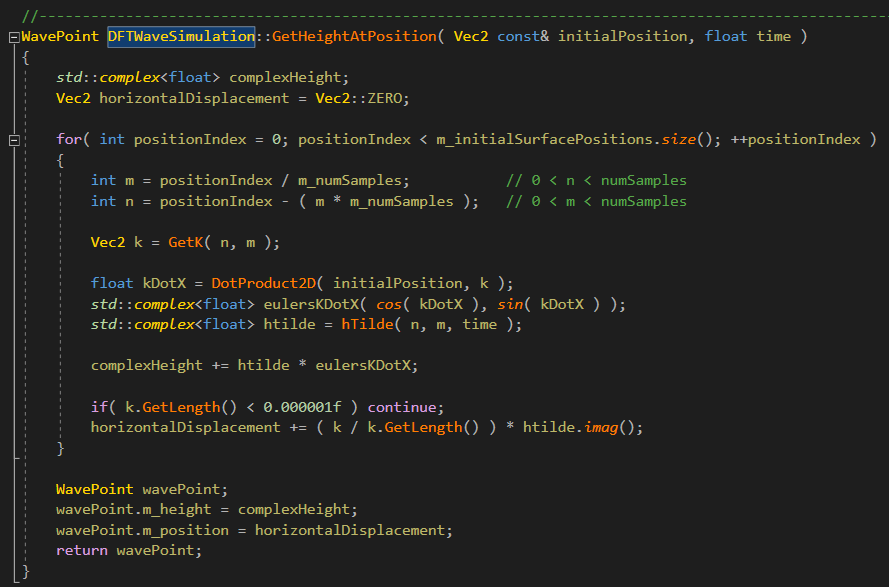 //----------------------------------------------------------------------------------------------------
WavePoint DFTWaveSimulation::GetHeightAtPosition( Vec2 const& initialPosition, float time )
{
    std::complex<float> complexHeight;
    Vec2 horizontalDisplacement = Vec2::ZERO;

    for( int positionIndex = 0; positionIndex < m_initialSurfacePositions.size(); ++positionIndex )
    {
        int m = positionIndex / m_numSamples;           // 0 < n < numSamples
        int n = positionIndex - ( m * m_numSamples );   // 0 < m < numSamples

        Vec2 k = GetK( n, m );

        float kDotX = DotProduct2D( initialPosition, k );
        std::complex<float> eulersKDotX( cos( kDotX ), sin( kDotX ) );
        std::complex<float> htilde = hTilde( n, m, time );

        complexHeight += htilde * eulersKDotX;

        if( k.GetLength() < 0.000001f ) continue;
        horizontalDisplacement += ( k / k.GetLength() ) * htilde.imag();
    }

    WavePoint wavePoint;
    wavePoint.m_height = complexHeight;
    wavePoint.m_position = horizontalDisplacement;
    return wavePoint;
}